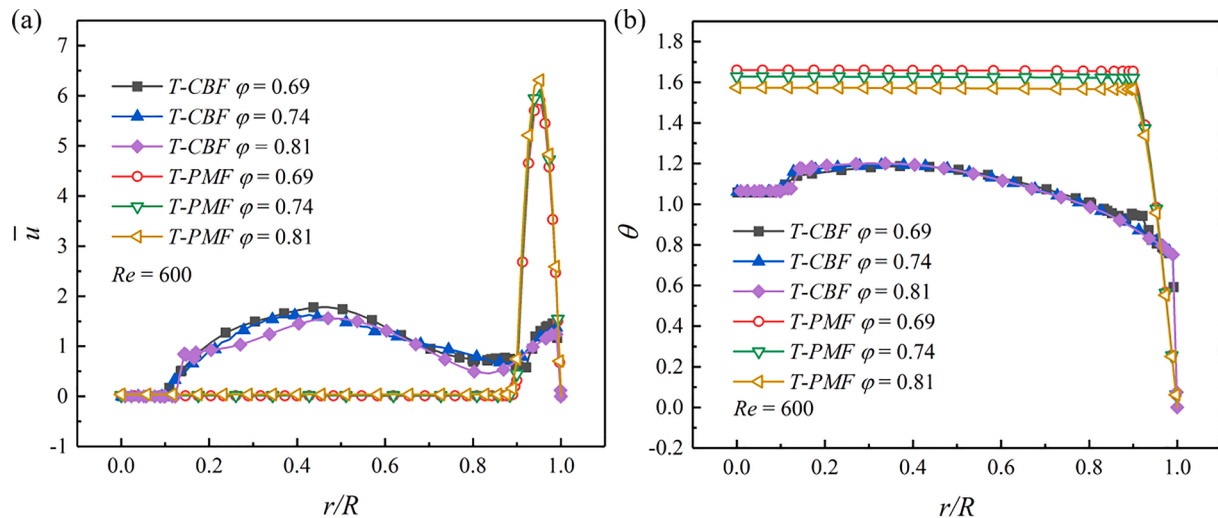 (a)
7
6
5
4
3
2
1
0
-1
T-CBF φ = 0.69
T-CBF φ = 0.74
T-CBF φ = 0.81
T-PMF φ = 0.69
T-PMF φ = 0.74
T-PMF φ = 0.81
Re = 600
u̅
0.0 0.2 0.4 0.6 0.8 1.0
r/R
(b)
1.8
1.6
1.4
1.2
1.0
0.8
0.6
0.4
0.2
0.0
-0.2
T-CBF φ = 0.69
T-CBF φ = 0.74
T-CBF φ = 0.81
T-PMF φ = 0.69
T-PMF φ = 0.74
T-PMF φ = 0.81
Re = 600
θ
0.0 0.2 0.4 0.6 0.8 1.0
r/R